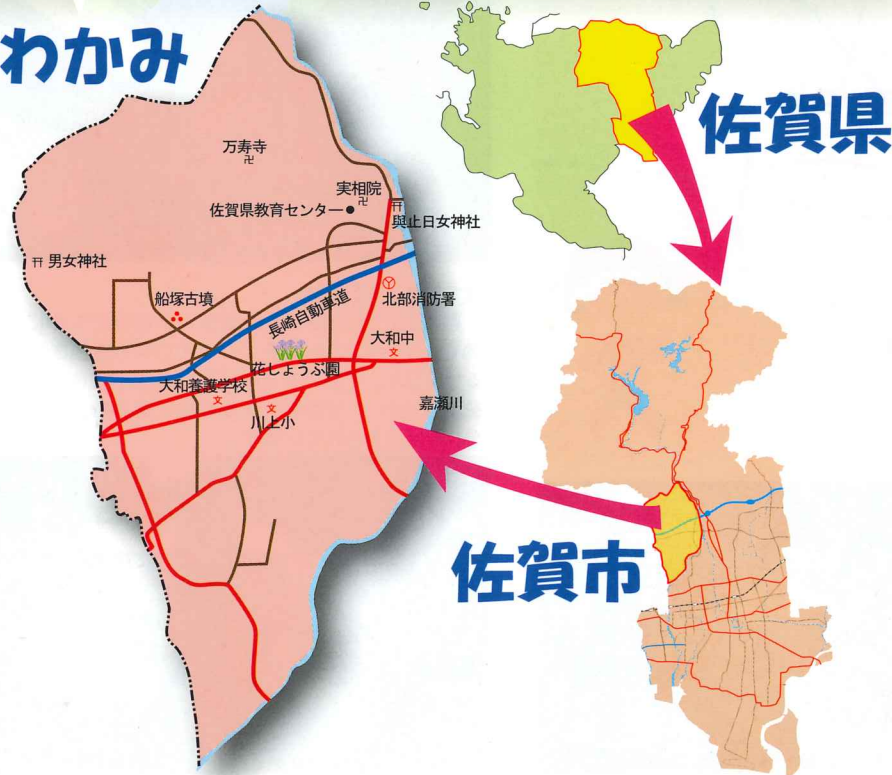 わかみ
佐賀県
万寿寺
実相院
佐賀県教育センター
與止日女神社
男女神社
船塚古墳
北部消防署
長崎自動車道
大和中
花しょうぶ園
大和養護学校
川上小
嘉瀬川
佐賀市